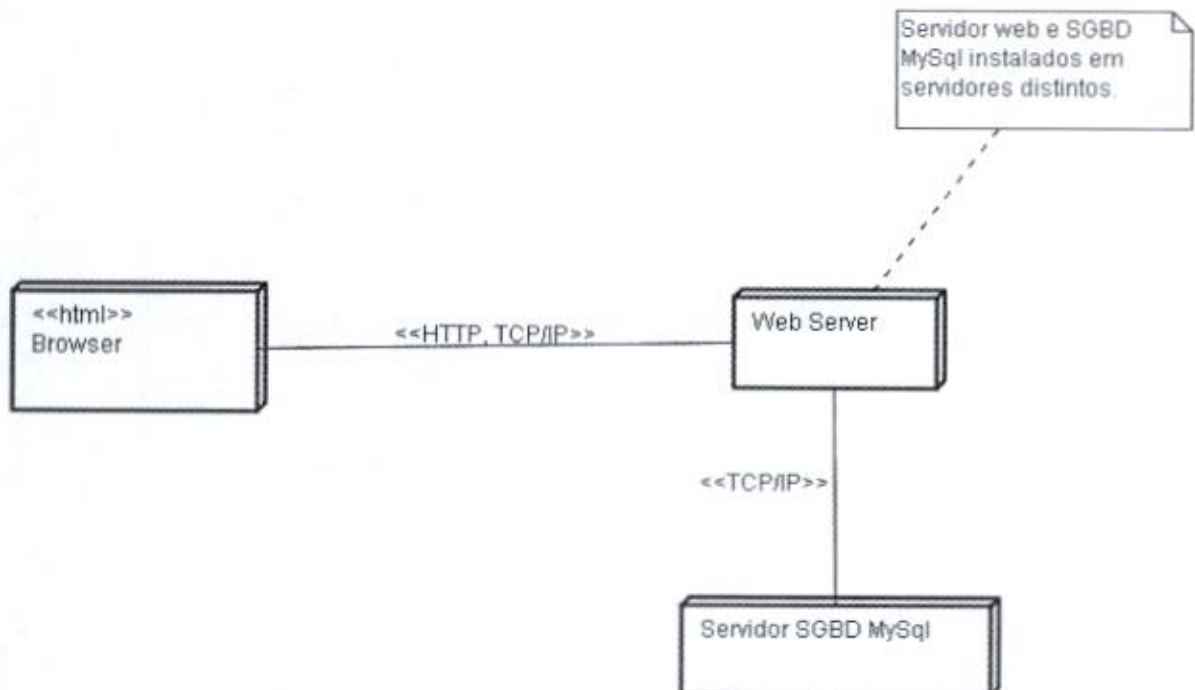 Servidor web e SGBD
MySql instalados em
servidores distintos.
<<html>>
Browser
<<HTTP, TCP/IP>>
Web Server
<<TCP/IP>>
Servidor SGBD MySql